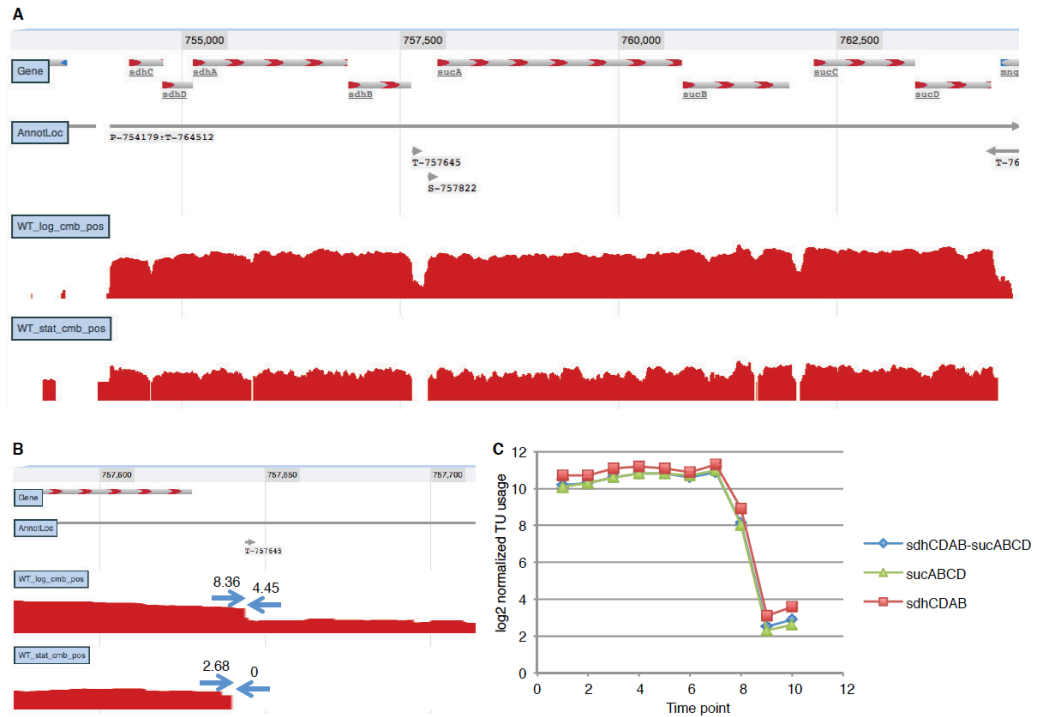 A
755,000 757,500 760,000 762,500
Gene
sdhC sdhA sucA sucC mnq
sdhD sdhB sucB sucD
AnnotLoc
P-754179:T-764512
T-757645 T-76
S-757822
WT_log_cmb_pos
WT_stat_cmb_pos
B
757,600 757,650 757,700
Gene
AnnotLoc
T-757645
WT_log_cmb_pos
8.36 4.45
WT_stat_cmb_pos
2.68 0
C
log2 normalized TU usage
12
10
8
6
4
2
0
0 2 4 6 8 10 12
Time point
sdhCDAB-sucABCD
sucABCD
sdhCDAB